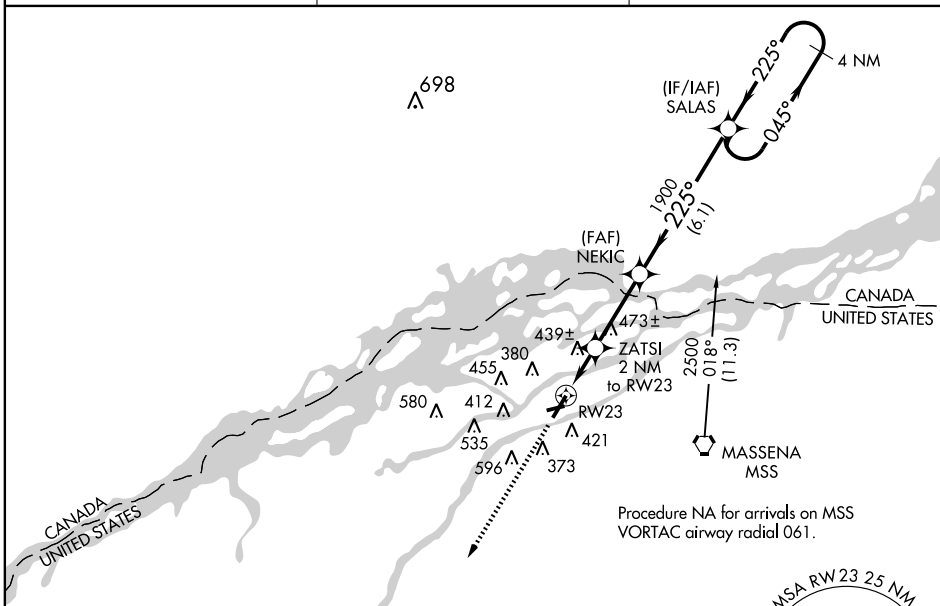 698
225°
4 NM
(IF/IAF)
SALAS
045°
1900
225°
(6.1)
(FAF)
NEKIC
CANADA
UNITED STATES
473±
439±
ZATSI
2 NM
to RW23
380
455
2500
018°
(11.3)
580
412
RW23
535
421
596
373
MASSENA
MSS
Procedure NA for arrivals on MSS
VORTAC airway radial 061.
CANADA
UNITED STATES
MSA RW23 25 NM